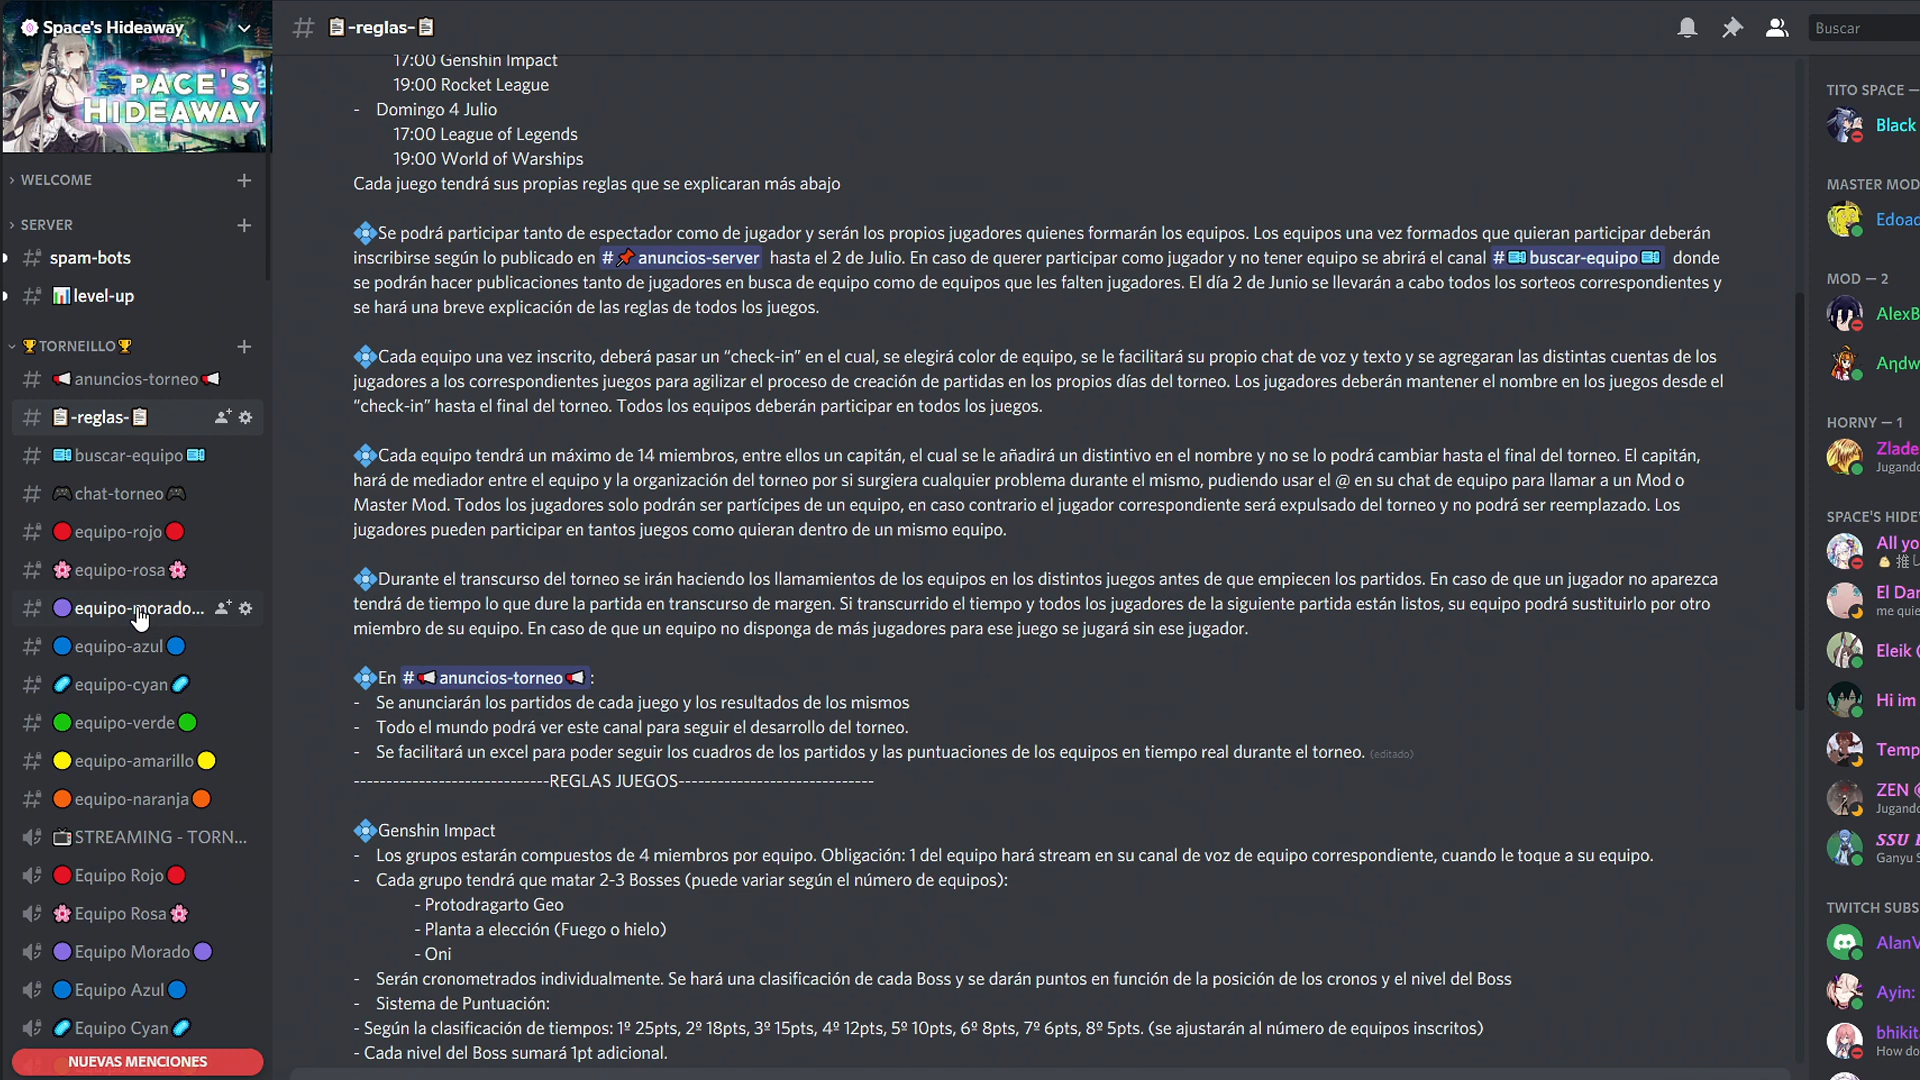 Space's Hideaway
SPACE'S
HIDEAWAY
WELCOME
SERVER
spam-bots
level-up
TORNEILLO
anuncios-torneo
-reglas-
buscar-equipo
chat-torneo
equipo-rojo
equipo-rosa
equipo-morado...
equipo-azul
equipo-cyan
equipo-verde
equipo-amarillo
equipo-naranja
STREAMING - TORN...
Equipo Rojo
Equipo Rosa
Equipo Morado
Equipo Azul
Equipo Cyan
NUEVAS MENCIONES
# -reglas-
Buscar
17:00 Genshin Impact
19:00 Rocket League
- Domingo 4 Julio
17:00 League of Legends
19:00 World of Warships
Cada juego tendrá sus propias reglas que se explicaran más abajo
Se podrá participar tanto de espectador como de jugador y serán los propios jugadores quienes formarán los equipos. Los equipos una vez formados que quieran participar deberán
inscribirse según lo publicado en # anuncios-server hasta el 2 de Julio. En caso de querer participar como jugador y no tener equipo se abrirá el canal # buscar-equipo donde
se podrán hacer publicaciones tanto de jugadores en busca de equipo como de equipos que les falten jugadores. El día 2 de Junio se llevarán a cabo todos los sorteos correspondientes y
se hará una breve explicación de las reglas de todos los juegos.
Cada equipo una vez inscrito, deberá pasar un “check-in” en el cual, se elegirá color de equipo, se le facilitará su propio chat de voz y texto y se agregaran las distintas cuentas de los
jugadores a los correspondientes juegos para agilizar el proceso de creación de partidas en los propios días del torneo. Los jugadores deberán mantener el nombre en los juegos desde el
“check-in” hasta el final del torneo. Todos los equipos deberán participar en todos los juegos.
Cada equipo tendrá un máximo de 14 miembros, entre ellos un capitán, el cual se le añadirá un distintivo en el nombre y no se lo podrá cambiar hasta el final del torneo. El capitán,
hará de mediador entre el equipo y la organización del torneo por si surgiera cualquier problema durante el mismo, pudiendo usar el @ en su chat de equipo para llamar a un Mod o
Master Mod. Todos los jugadores solo podrán ser partícipes de un equipo, en caso contrario el jugador correspondiente será expulsado del torneo y no podrá ser reemplazado. Los
jugadores pueden participar en tantos juegos como quieran dentro de un mismo equipo.
Durante el transcurso del torneo se irán haciendo los llamamientos de los equipos en los distintos juegos antes de que empiecen los partidos. En caso de que un jugador no aparezca
tendrá de tiempo lo que dure la partida en transcurso de margen. Si transcurrido el tiempo y todos los jugadores de la siguiente partida están listos, su equipo podrá sustituirlo por otro
miembro de su equipo. En caso de que un equipo no disponga de más jugadores para ese juego se jugará sin ese jugador.
En # anuncios-torneo :
- Se anunciarán los partidos de cada juego y los resultados de los mismos
- Todo el mundo podrá ver este canal para seguir el desarrollo del torneo.
- Se facilitará un excel para poder seguir los cuadros de los partidos y las puntuaciones de los equipos en tiempo real durante el torneo. (editado)
------------------------------REGLAS JUEGOS------------------------------
Genshin Impact
- Los grupos estarán compuestos de 4 miembros por equipo. Obligación: 1 del equipo hará stream en su canal de voz de equipo correspondiente, cuando le toque a su equipo.
- Cada grupo tendrá que matar 2-3 Bosses (puede variar según el número de equipos):
- Protodragarto Geo
- Planta a elección (Fuego o hielo)
- Oni
- Serán cronometrados individualmente. Se hará una clasificación de cada Boss y se darán puntos en función de la posición de los cronos y el nivel del Boss
- Sistema de Puntuación:
- Según la clasificación de tiempos: 1º 25pts, 2º 18pts, 3º 15pts, 4º 12pts, 5º 10pts, 6º 8pts, 7º 6pts, 8º 5pts. (se ajustarán al número de equipos inscritos)
- Cada nivel del Boss sumará 1pt adicional.
TITO SPACE —
Black
MASTER MOD
Edoac
MOD — 2
AlexB
Aηdw
HORNY — 1
Zlade
Jugando
SPACE'S HIDE
All yo
推し
El Dar
me quie
Eleik
Hi im
Temp
ZEN
Jugando
SSU
Ganyu S
TWITCH SUBS
AlanV
Ayin:
bhikit
How do